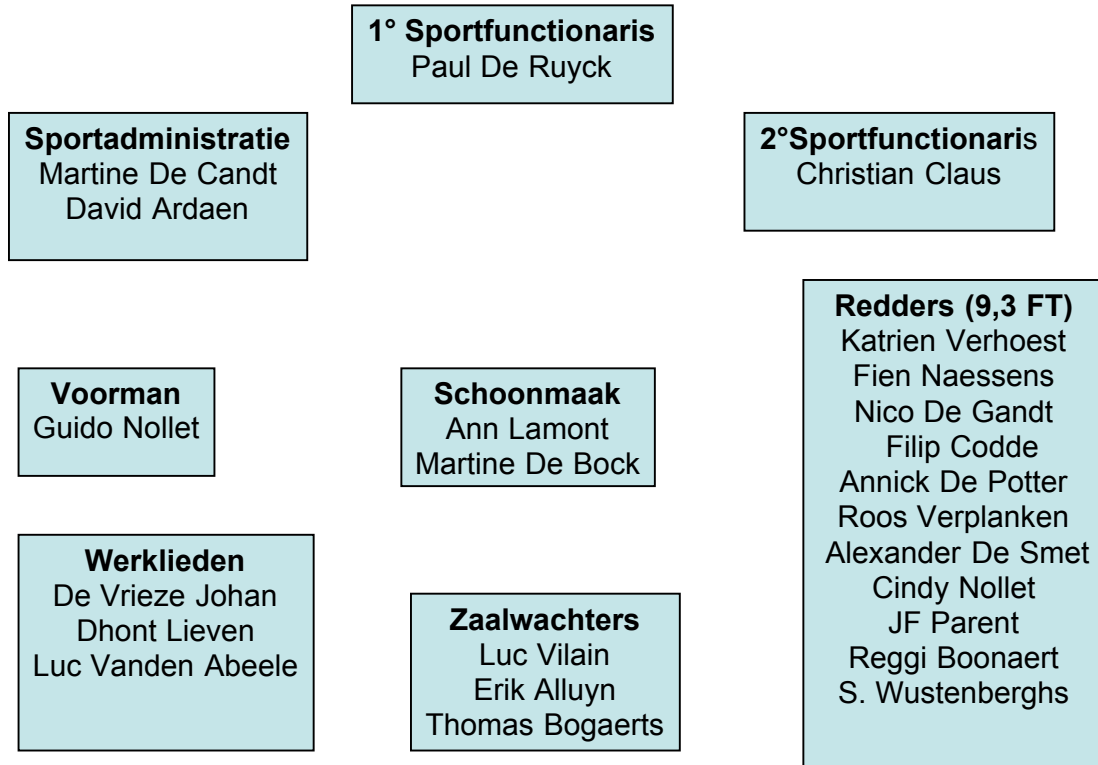 1° Sportfunctionaris
Paul De Ruyck
Sportadministratie
Martine De Candt
David Ardaen
2°Sportfunctionaris
Christian Claus
Redders (9,3 FT)
Katrien Verhoest
Fien Naessens
Nico De Gandt
Filip Codde
Annick De Potter
Roos Verplanken
Alexander De Smet
Cindy Nollet
JF Parent
Reggi Boonaert
S. Wustenberghs
Voorman
Guido Nollet
Schoonmaak
Ann Lamont
Martine De Bock
Werklieden
De Vrieze Johan
Dhont Lieven
Luc Vanden Abeele
Zaalwachters
Luc Vilain
Erik Alluyn
Thomas Bogaerts